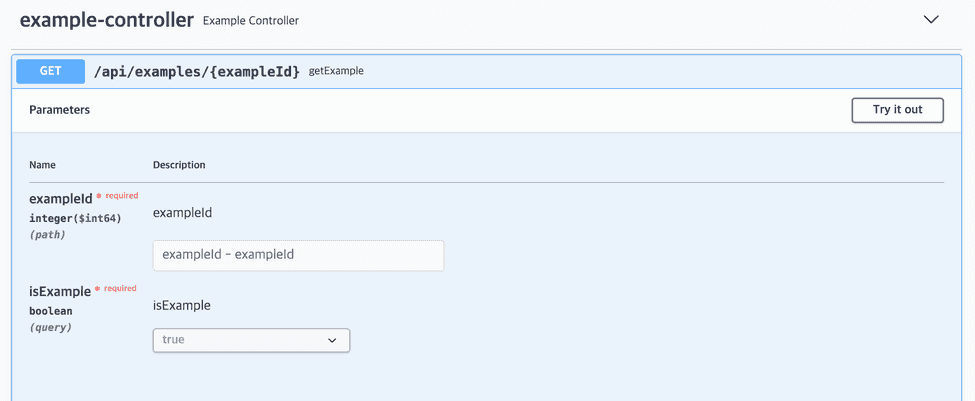 example-controller Example Controller
GET /api/examples/{exampleId} getExample
Parameters Try it out
Name Description
exampleId * required
integer($int64)
(path)
exampleId
exampleId - exampleId
isExample * required
boolean
(query)
isExample
true